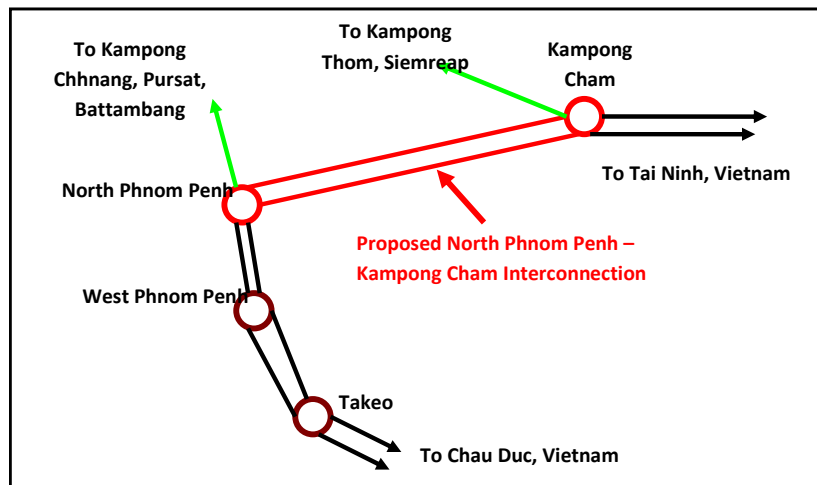 To Kampong
Chhnang, Pursat,
Battambang
To Kampong
Thom, Siemreap
Kampong
Cham
To Tai Ninh, Vietnam
North Phnom Penh
Proposed North Phnom Penh –
Kampong Cham Interconnection
West Phnom Penh
Takeo
To Chau Duc, Vietnam